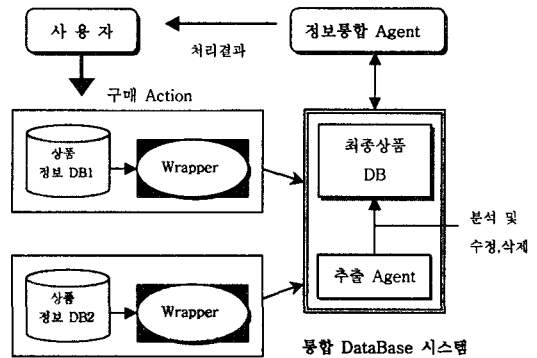 사 용 자
정보통합 Agent
처리결과
구매 Action
상품
정보 DB1
Wrapper
최종상품
DB
분석 및
수정,삭제
추출 Agent
상품
정보 DB2
Wrapper
통합 DataBase 시스템